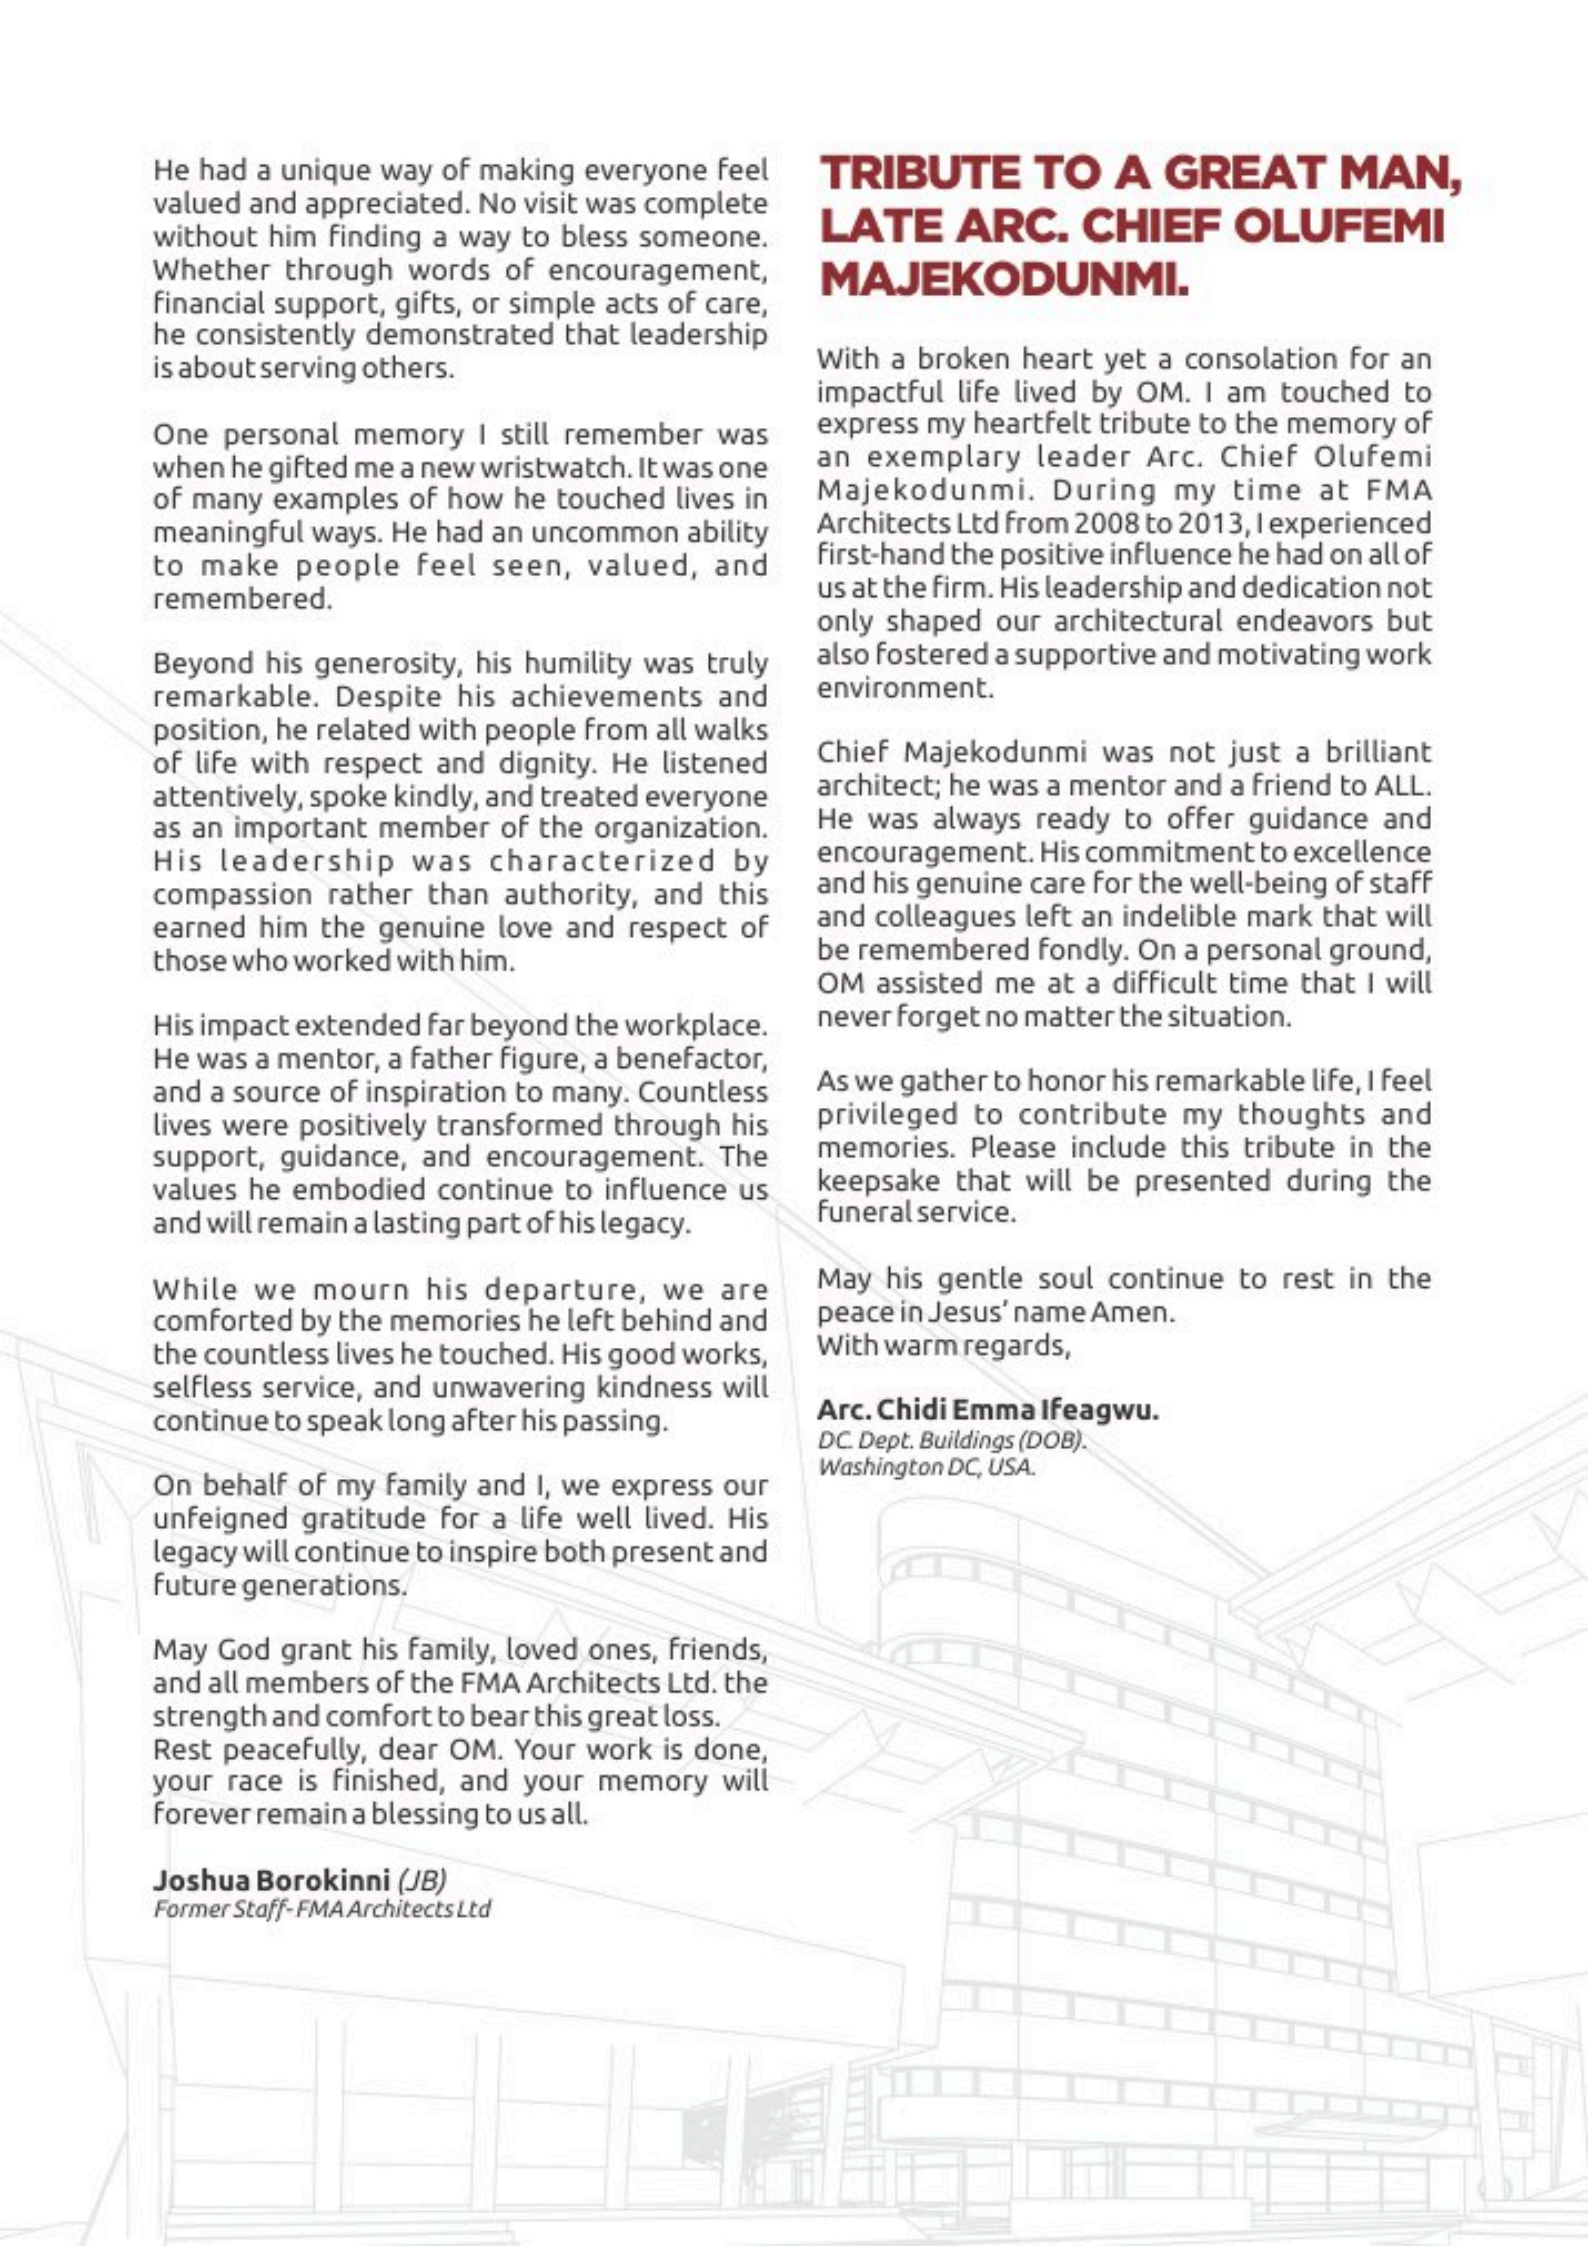 He had a unique way of making everyone feel
valued and appreciated. No visit was complete
without him finding a way to bless someone.
Whether through words of encouragement,
financial support, gifts, or simple acts of care,
he consistently demonstrated that leadership
is about serving others.
One personal memory I still remember was
when he gifted me a new wristwatch. It was one
of many examples of how he touched lives in
meaningful ways. He had an uncommon ability
to make people feel seen, valued, and
remembered.
Beyond his generosity, his humility was truly
remarkable. Despite his achievements and
position, he related with people from all walks
of life with respect and dignity. He listened
attentively, spoke kindly, and treated everyone
as an important member of the organization.
His leadership was characterized by
compassion rather than authority, and this
earned him the genuine love and respect of
those who worked with him.
His impact extended far beyond the workplace.
He was a mentor, a father figure, a benefactor,
and a source of inspiration to many. Countless
lives were positively transformed through his
support, guidance, and encouragement. The
values he embodied continue to influence us
and will remain a lasting part of his legacy.
While we mourn his departure, we are
comforted by the memories he left behind and
the countless lives he touched. His good works,
selfless service, and unwavering kindness will
continue to speak long after his passing.
On behalf of my family and I, we express our
unfeigned gratitude for a life well lived. His
legacy will continue to inspire both present and
future generations.
May God grant his family, loved ones, friends,
and all members of the FMA Architects Ltd. the
strength and comfort to bear this great loss.
Rest peacefully, dear OM. Your work is done,
your race is finished, and your memory will
forever remain a blessing to us all.
Joshua Borokinni (JB)
Former Staff- FMA Architects Ltd
TRIBUTE TO A GREAT MAN,
LATE ARC. CHIEF OLUFEMI
MAJEKODUNMI.
With a broken heart yet a consolation for an
impactful life lived by OM. I am touched to
express my heartfelt tribute to the memory of
an exemplary leader Arc. Chief Olufemi
Majekodunmi. During my time at FMA
Architects Ltd from 2008 to 2013, I experienced
first-hand the positive influence he had on all of
us at the firm. His leadership and dedication not
only shaped our architectural endeavors but
also fostered a supportive and motivating work
environment.
Chief Majekodunmi was not just a brilliant
architect; he was a mentor and a friend to ALL.
He was always ready to offer guidance and
encouragement. His commitment to excellence
and his genuine care for the well-being of staff
and colleagues left an indelible mark that will
be remembered fondly. On a personal ground,
OM assisted me at a difficult time that I will
never forget no matter the situation.
As we gather to honor his remarkable life, I feel
privileged to contribute my thoughts and
memories. Please include this tribute in the
keepsake that will be presented during the
funeral service.
May his gentle soul continue to rest in the
peace in Jesus' name Amen.
With warm regards,
Arc. Chidi Emma Ifeagwu.
DC. Dept. Buildings (DOB).
Washington DC, USA.